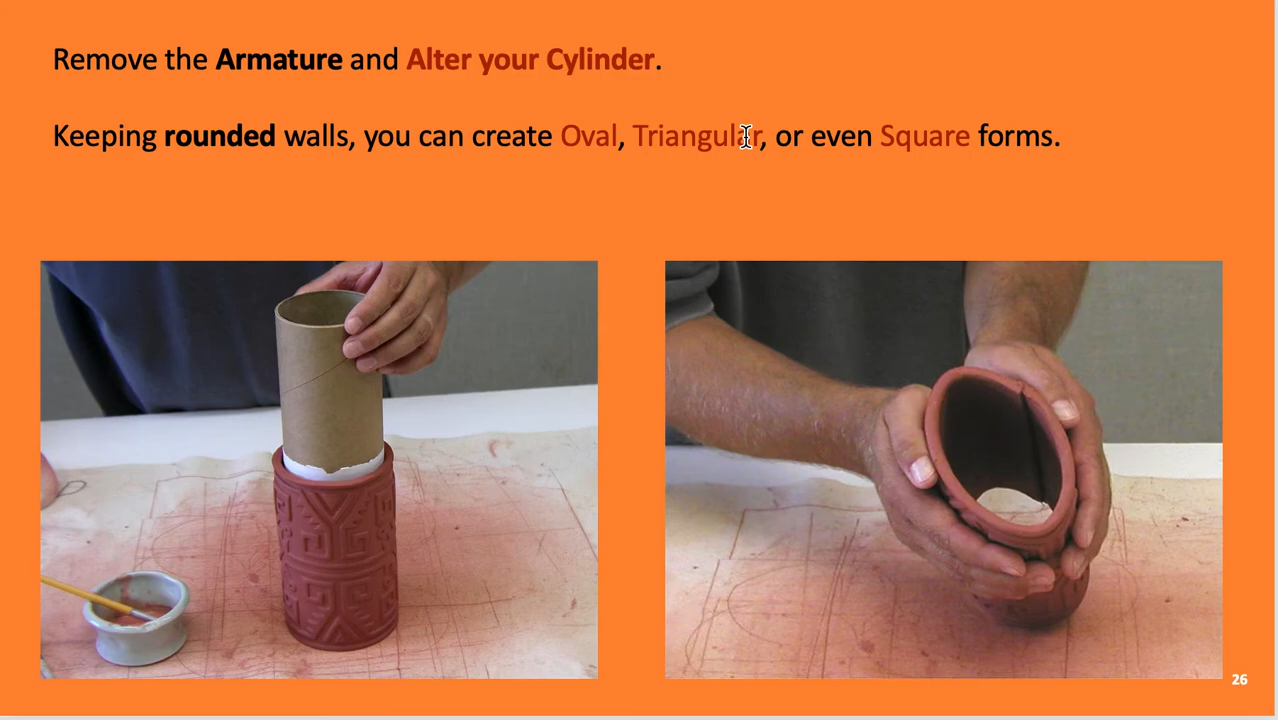 Remove the Armature and Alter your Cylinder.
Keeping rounded walls, you can create Oval, Triangular, or even Square forms.
26